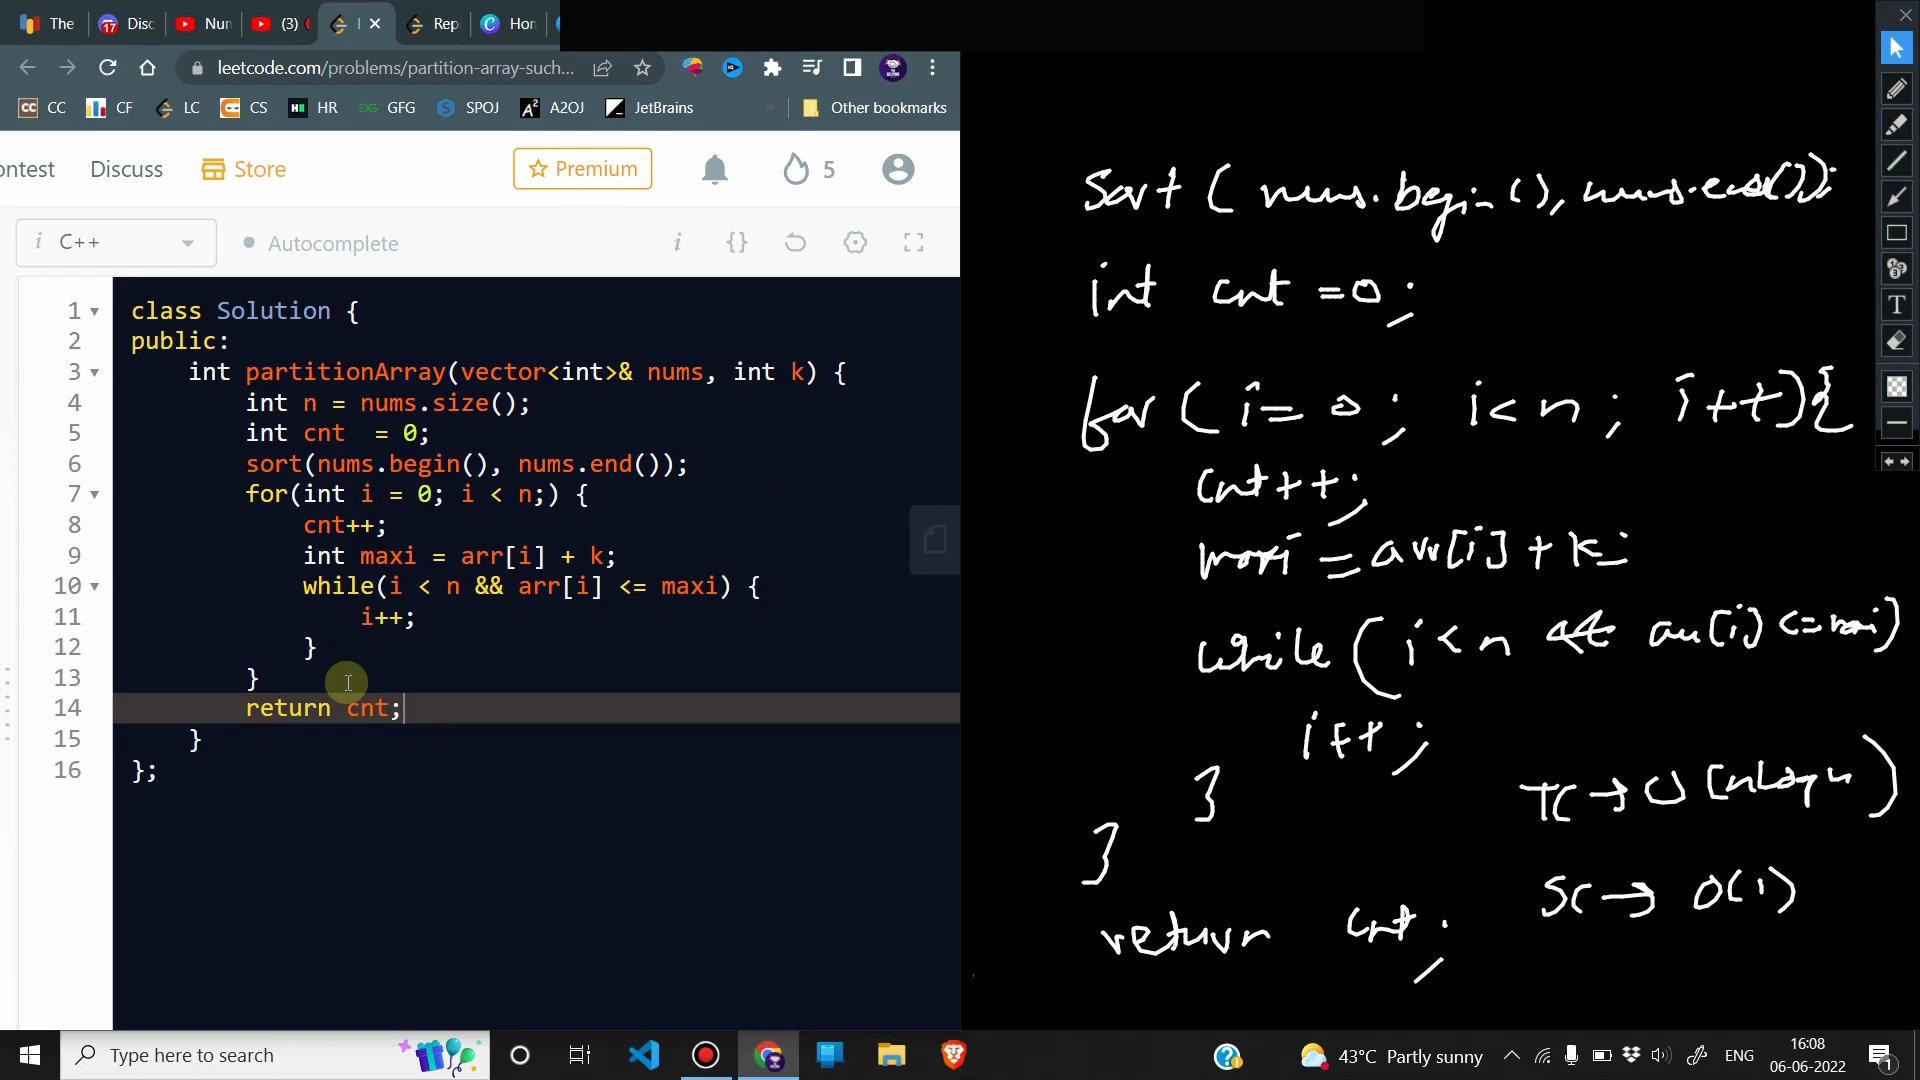 The
Disc
Nun
(3)
Rep
Hon
leetcode.com/problems/partition-array-such...
CC
CF
LC
CS
HR
GFG
SPOJ
A2OJ
JetBrains
Other bookmarks
ontest
Discuss
Store
Premium
5
i C++
Autocomplete
1 class Solution {
2 public:
3 int partitionArray(vector<int>& nums, int k) {
4 int n = nums.size();
5 int cnt  = 0;
6 sort(nums.begin(), nums.end());
7 for(int i = 0; i < n;) {
8 cnt++;
9 int maxi = arr[i] + k;
10 while(i < n && arr[i] <= maxi) {
11 i++;
12 }
13 }
14 return cnt;
15 }
16 };
Sort ( nums.begin(), nums.end());
int cnt =0;
for ( i= 0; i< n; i++){
cnt++;
maxi = arr[i] + k;
while ( i < n && arr[i] <=maxi)
i++;
}
}
return cnt;
TC → O(nlogn)
SC → O(1)
Type here to search
43°C Partly sunny
ENG
16:08
06-06-2022
1